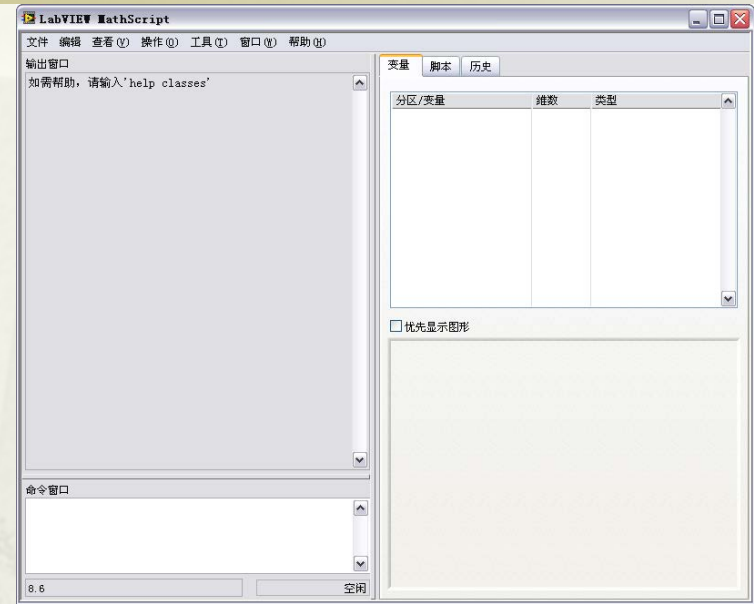 LabVIEW MathScript
文件 编辑 查看(V) 操作(O) 工具(T) 窗口(W) 帮助(H)
输出窗口
如需帮助，请输入'help classes'
变量 脚本 历史
分区/变量 维数 类型
优先显示图形
命令窗口
8.6 空闲